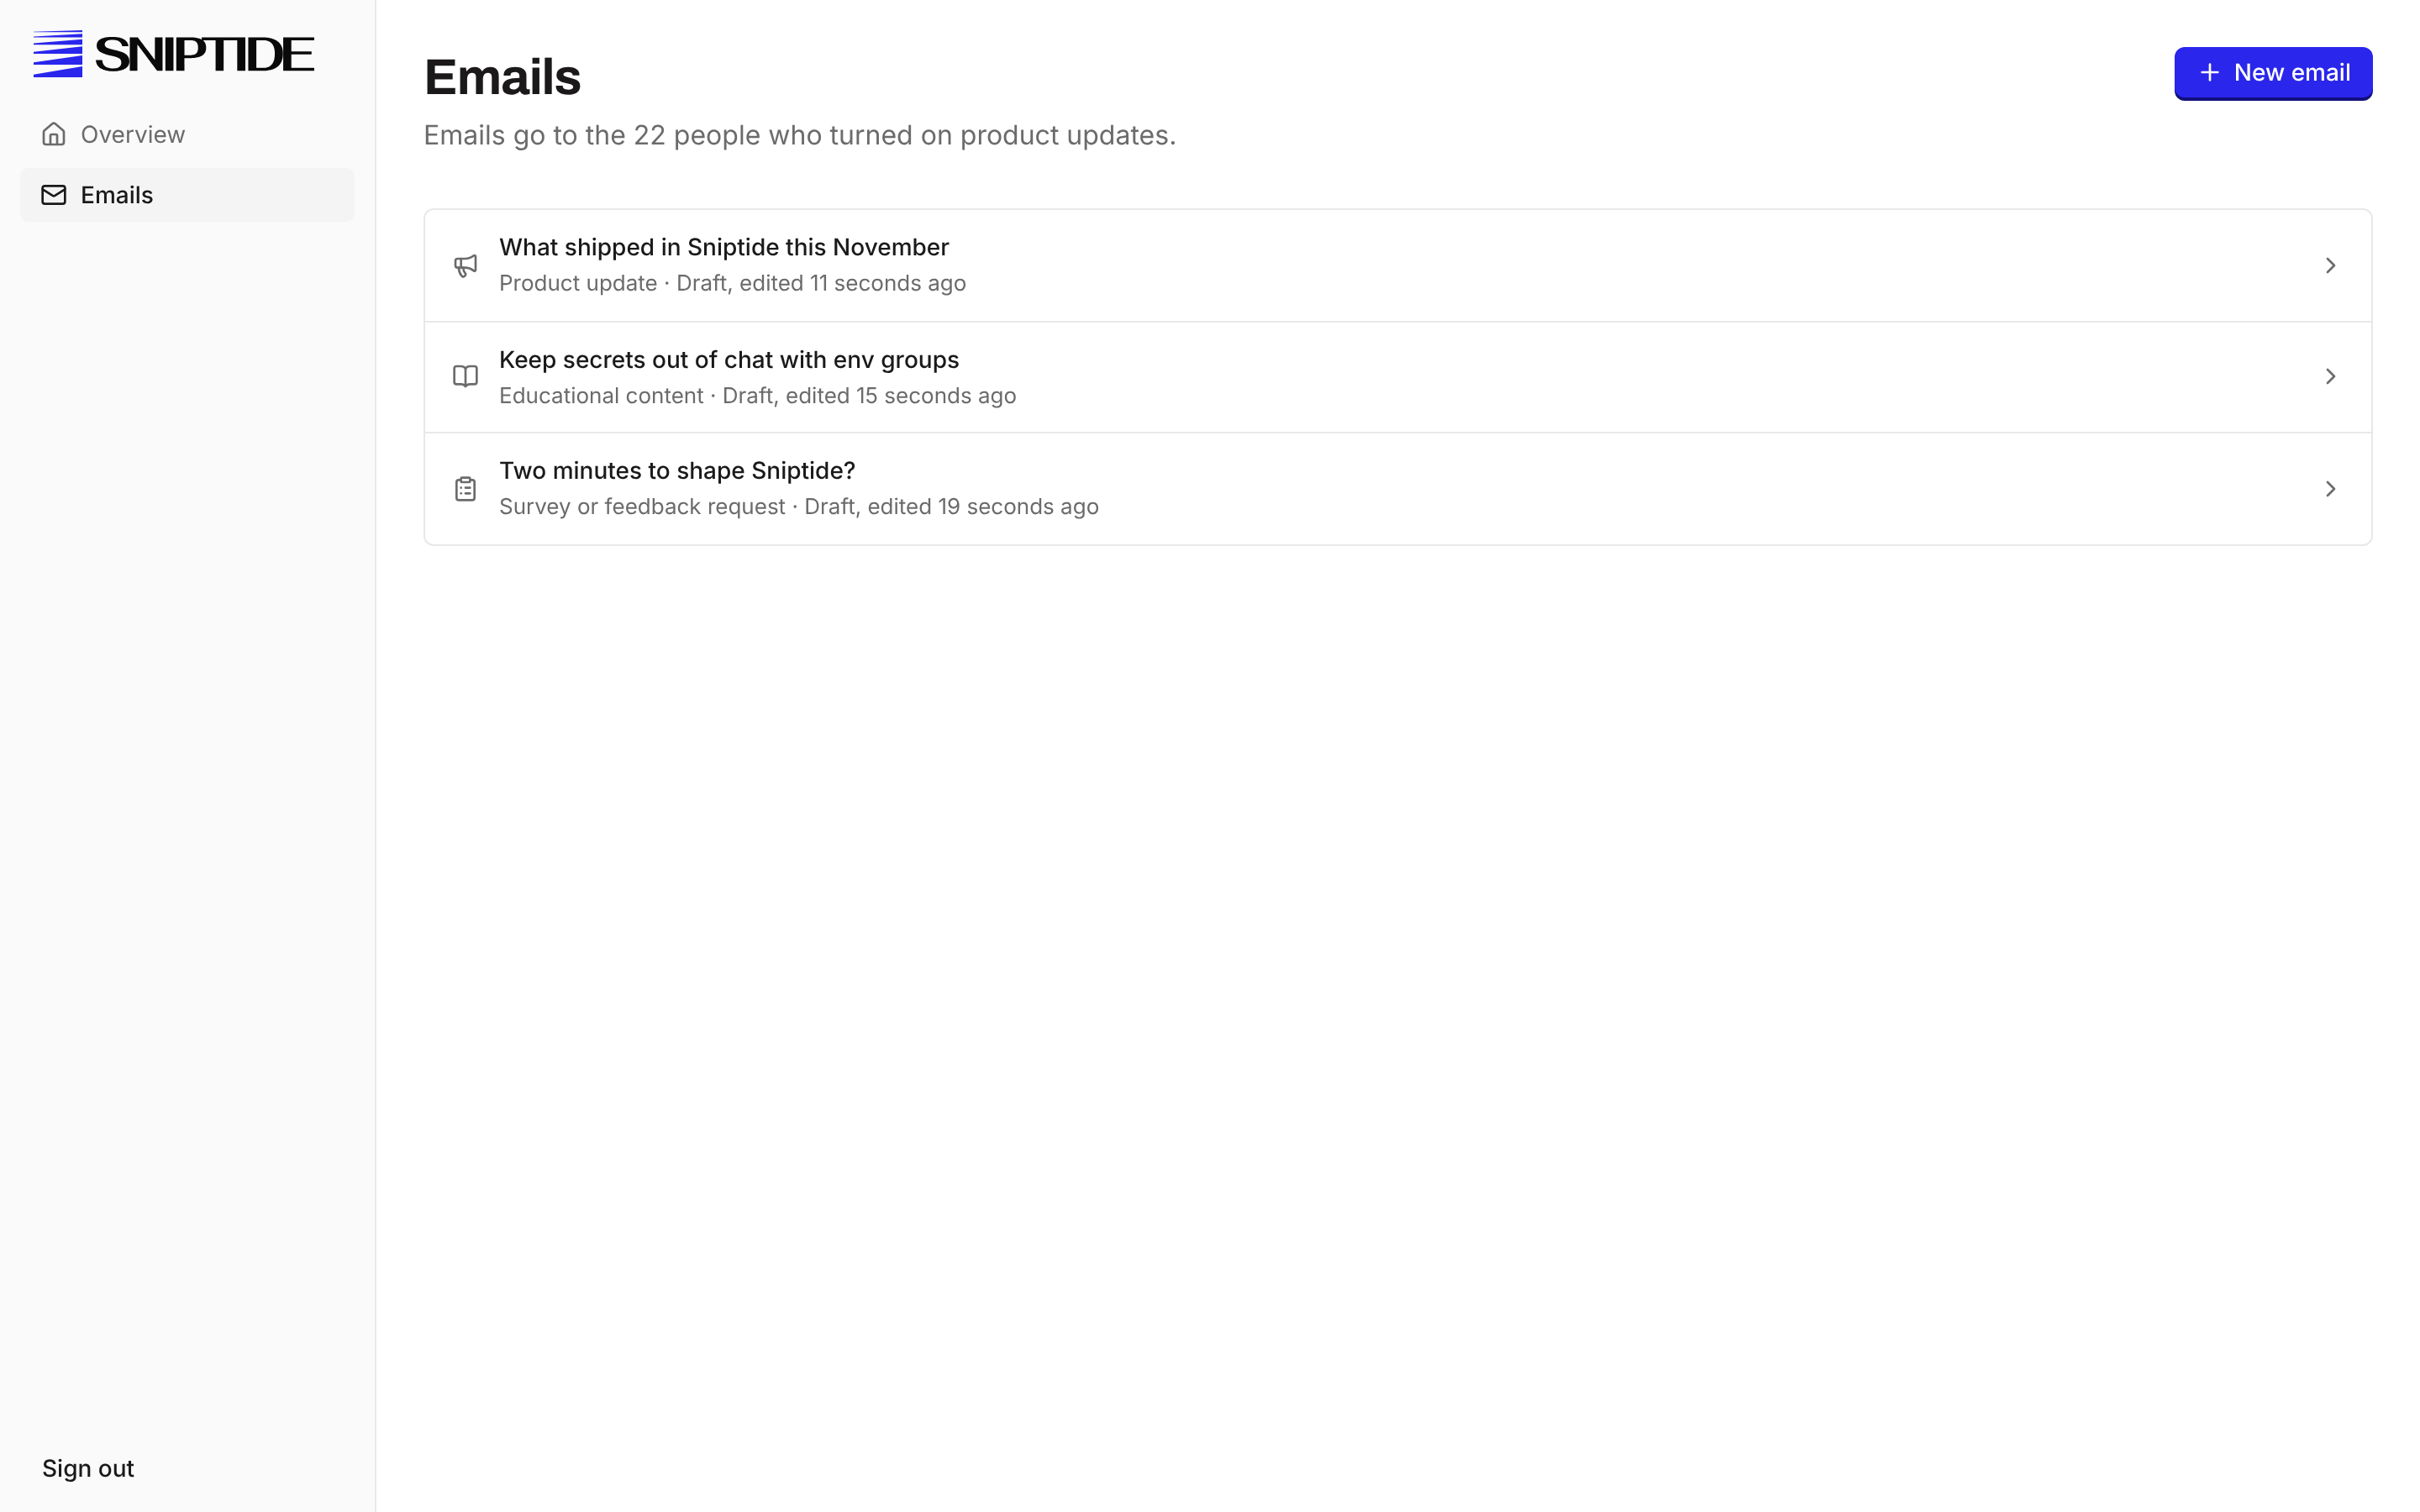 SNIPTIDE
Overview
Emails
Sign out
Emails
New email
Emails go to the 22 people who turned on product updates.
What shipped in Sniptide this November
Product update · Draft, edited 11 seconds ago
Keep secrets out of chat with env groups
Educational content · Draft, edited 15 seconds ago
Two minutes to shape Sniptide?
Survey or feedback request · Draft, edited 19 seconds ago